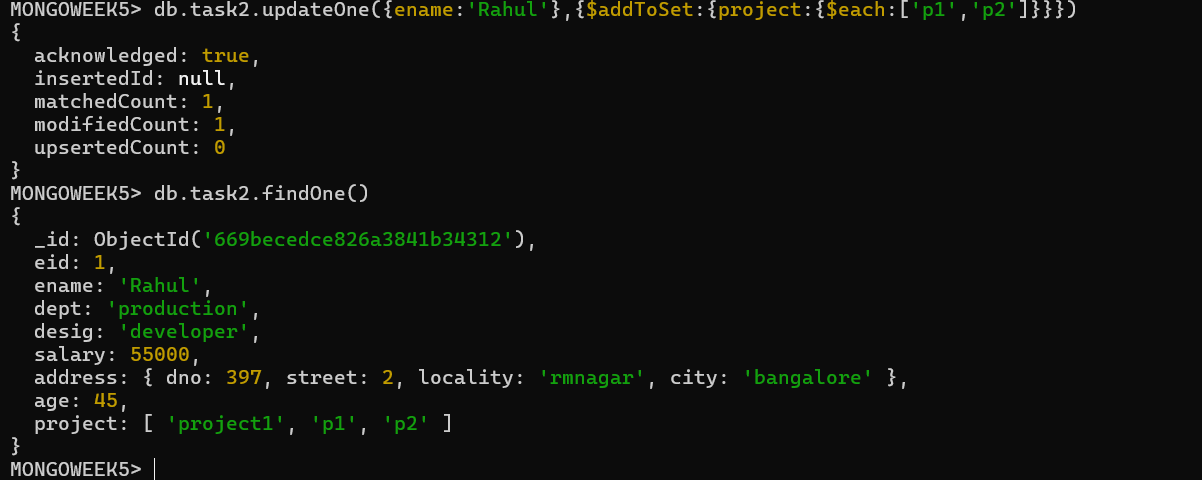 MONGOWEEK5> db.task2.updateOne({ename:'Rahul'},{$addToSet:{project:{$each:['p1','p2']}}})
{
  acknowledged: true,
  insertedId: null,
  matchedCount: 1,
  modifiedCount: 1,
  upsertedCount: 0
}
MONGOWEEK5> db.task2.findOne()
{
  _id: ObjectId('669becedce826a3841b34312'),
  eid: 1,
  ename: 'Rahul',
  dept: 'production',
  desig: 'developer',
  salary: 55000,
  address: { dno: 397, street: 2, locality: 'rmnagar', city: 'bangalore' },
  age: 45,
  project: [ 'project1', 'p1', 'p2' ]
}
MONGOWEEK5>